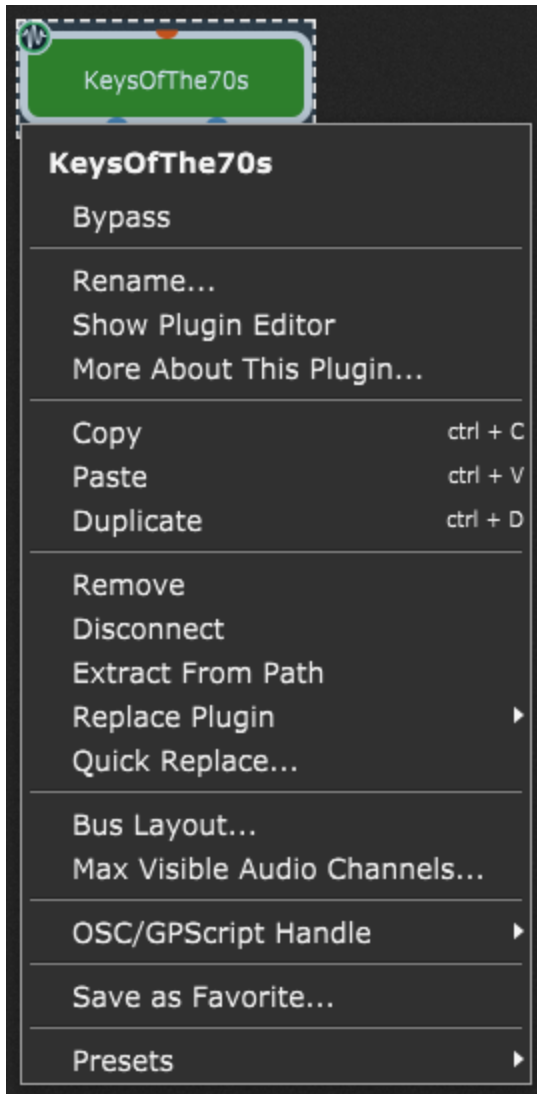 KeysOfThe70s
KeysOfThe70s
Bypass
Rename...
Show Plugin Editor
More About This Plugin...
Copy ctrl + C
Paste ctrl + V
Duplicate ctrl + D
Remove
Disconnect
Extract From Path
Replace Plugin
Quick Replace...
Bus Layout...
Max Visible Audio Channels...
OSC/GPScript Handle
Save as Favorite...
Presets